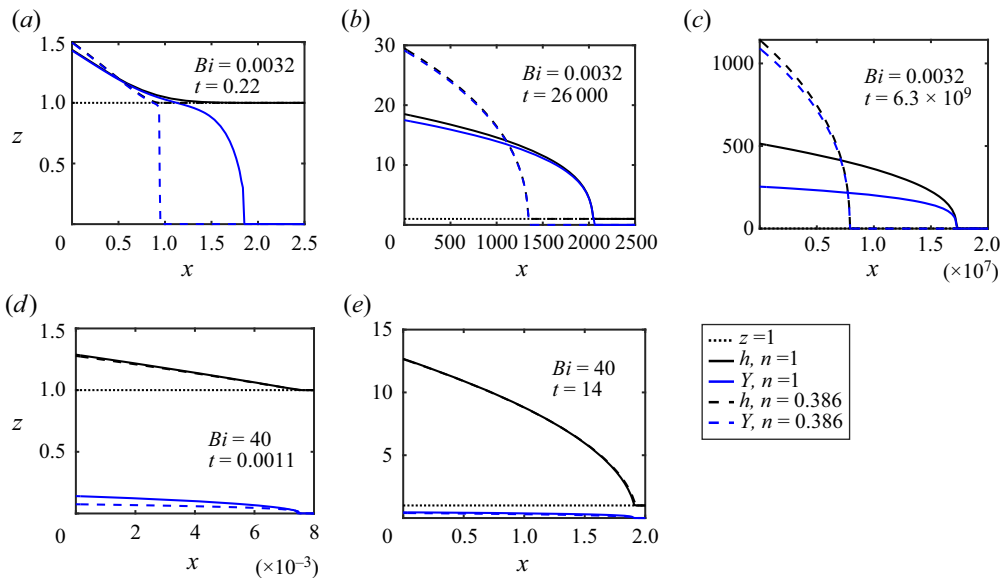 (a)
1.5
1.0
z
0.5
0
0.5
1.0
1.5
2.0
2.5
x
Bi = 0.0032
t = 0.22
(b)
30
20
10
0
500
1000
1500
2000
2500
x
Bi = 0.0032
t = 26 000
(c)
1000
500
0
0.5
1.0
1.5
2.0
x
(×10⁷)
Bi = 0.0032
t = 6.3 × 10⁹
(d)
1.5
1.0
z
0.5
0
2
4
6
8
x
(×10⁻³)
Bi = 40
t = 0.0011
(e)
15
10
5
0
0.5
1.0
1.5
2.0
x
Bi = 40
t = 14
z =1
h, n = 1
Y, n = 1
h, n = 0.386
Y, n = 0.386